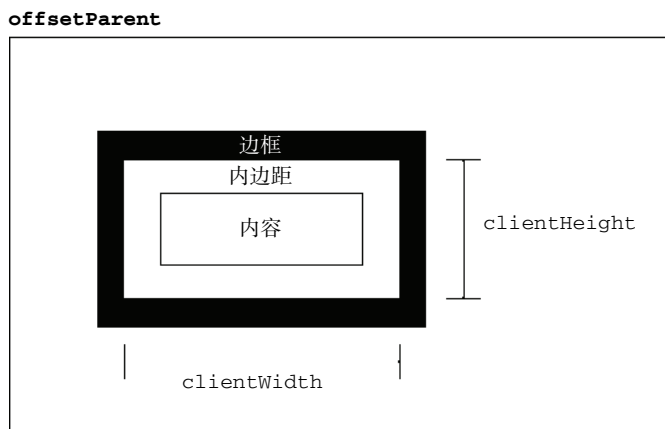 offsetParent
边框
内边距
内容
clientHeight
clientWidth